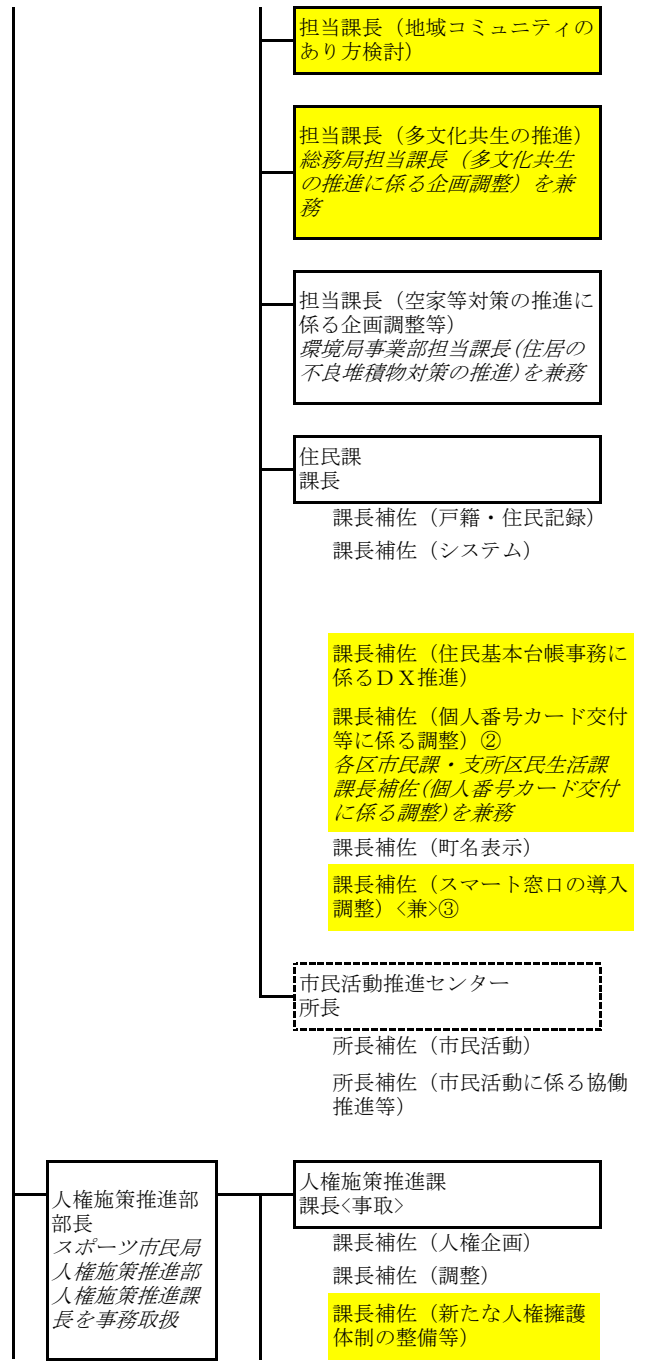 担当課長（地域コミュニティの
あり方検討）
担当課長（多文化共生の推進）
総務局担当課長（多文化共生
の推進に係る企画調整）を兼
務
担当課長（空家等対策の推進に
係る企画調整等）
環境局事業部担当課長(住居の
不良堆積物対策の推進)を兼務
住民課
課長
課長補佐（戸籍・住民記録）
課長補佐（システム）
課長補佐（住民基本台帳事務に
係るＤＸ推進）
課長補佐（個人番号カード交付
等に係る調整）②
各区市民課・支所区民生活課
課長補佐(個人番号カード交付
に係る調整)を兼務
課長補佐（町名表示）
課長補佐（スマート窓口の導入
調整）<兼>③
市民活動推進センター
所長
所長補佐（市民活動）
所長補佐（市民活動に係る協働
推進等）
人権施策推進部
部長
スポーツ市民局
人権施策推進部
人権施策推進課
長を事務取扱
人権施策推進課
課長<事取>
課長補佐（人権企画）
課長補佐（調整）
課長補佐（新たな人権擁護
体制の整備等）